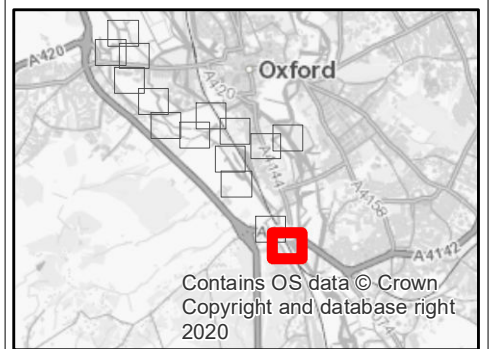 A420
Oxford
A420
A4144
A4158
A
A4142
Contains OS data © Crown
Copyright and database right
2020